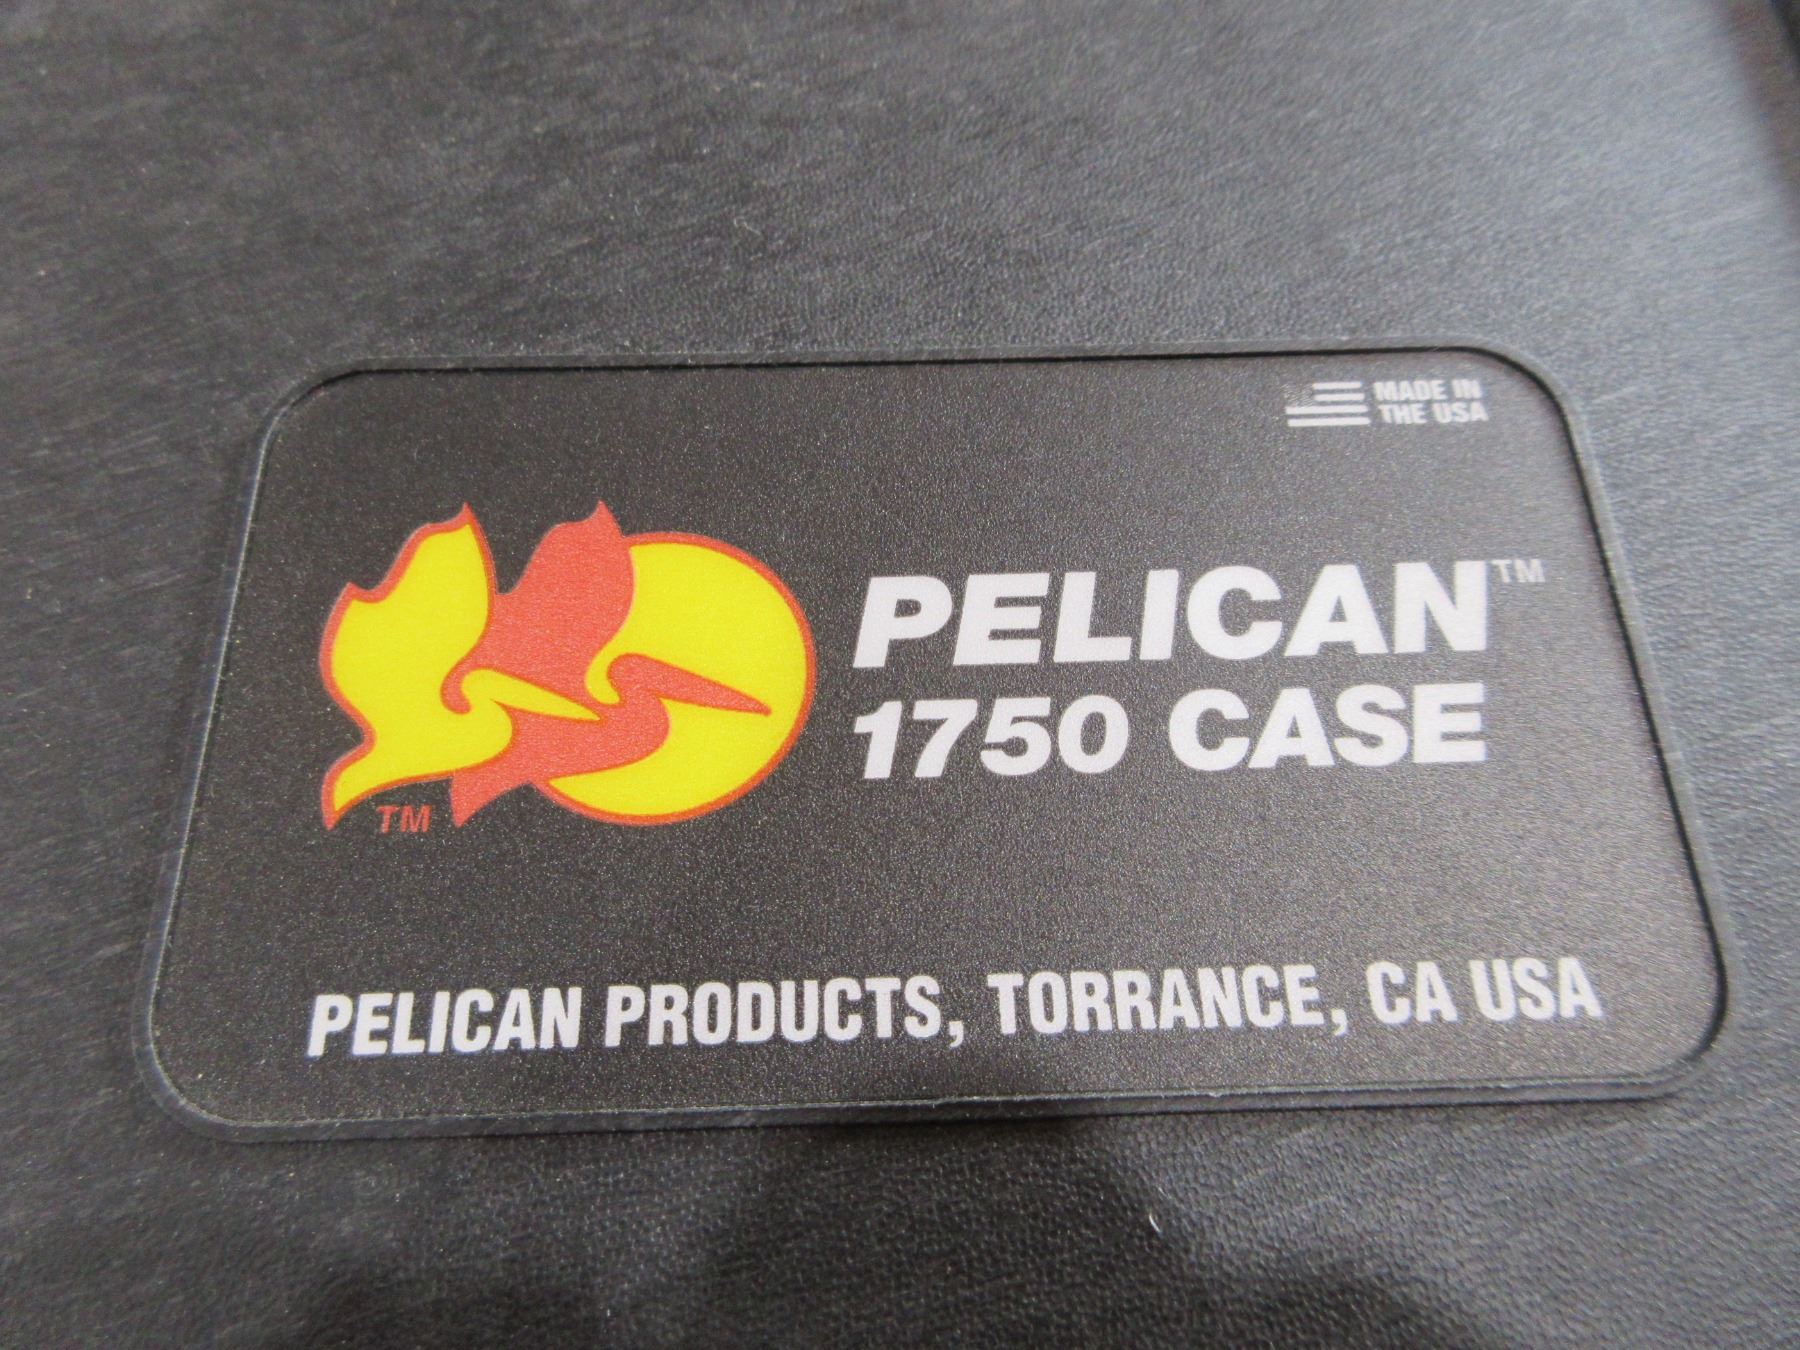 MADE IN
THE USA
PELICAN™
1750 CASE
TM
PELICAN PRODUCTS, TORRANCE, CA USA